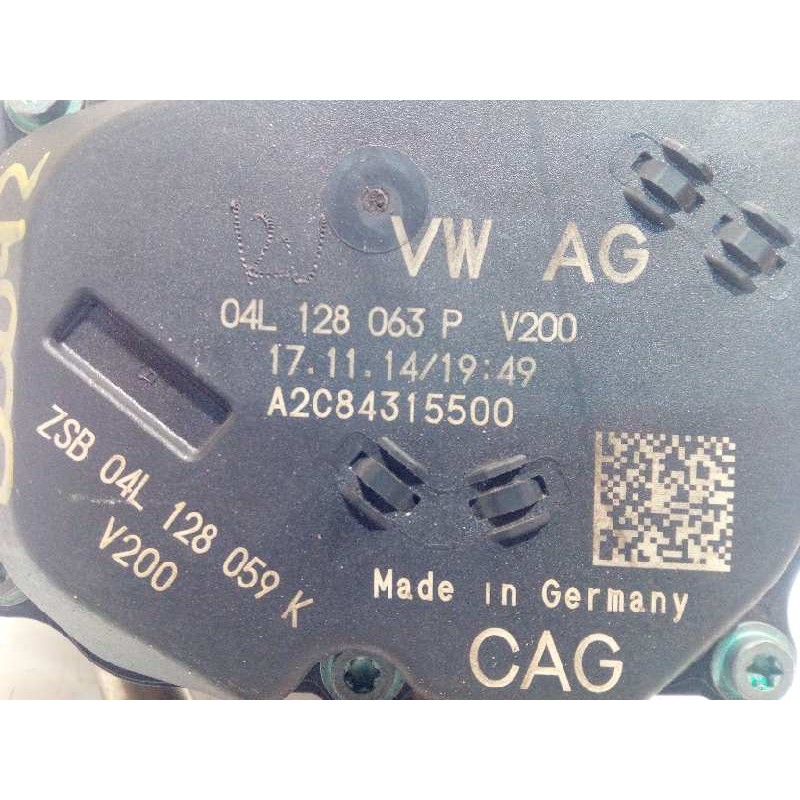 VW AG
04L 128 063 P V200
17.11.14/19:49
A2C84315500
ZSB 04L 128 059 K
V200
Made in Germany
CAG